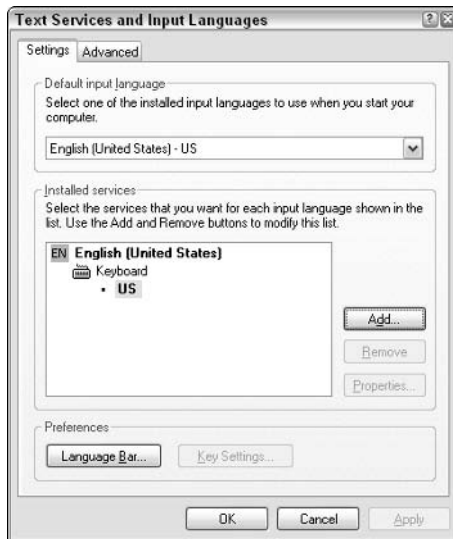 Text Services and Input Languages
Settings
Advanced
Default input language
Select one of the installed input languages to use when you start your
computer.
English (United States) - US
Installed services
Select the services that you want for each input language shown in the
list. Use the Add and Remove buttons to modify this list.
EN English (United States)
Keyboard
• US
Add...
Remove
Properties...
Preferences
Language Bar...
Key Settings...
OK
Cancel
Apply